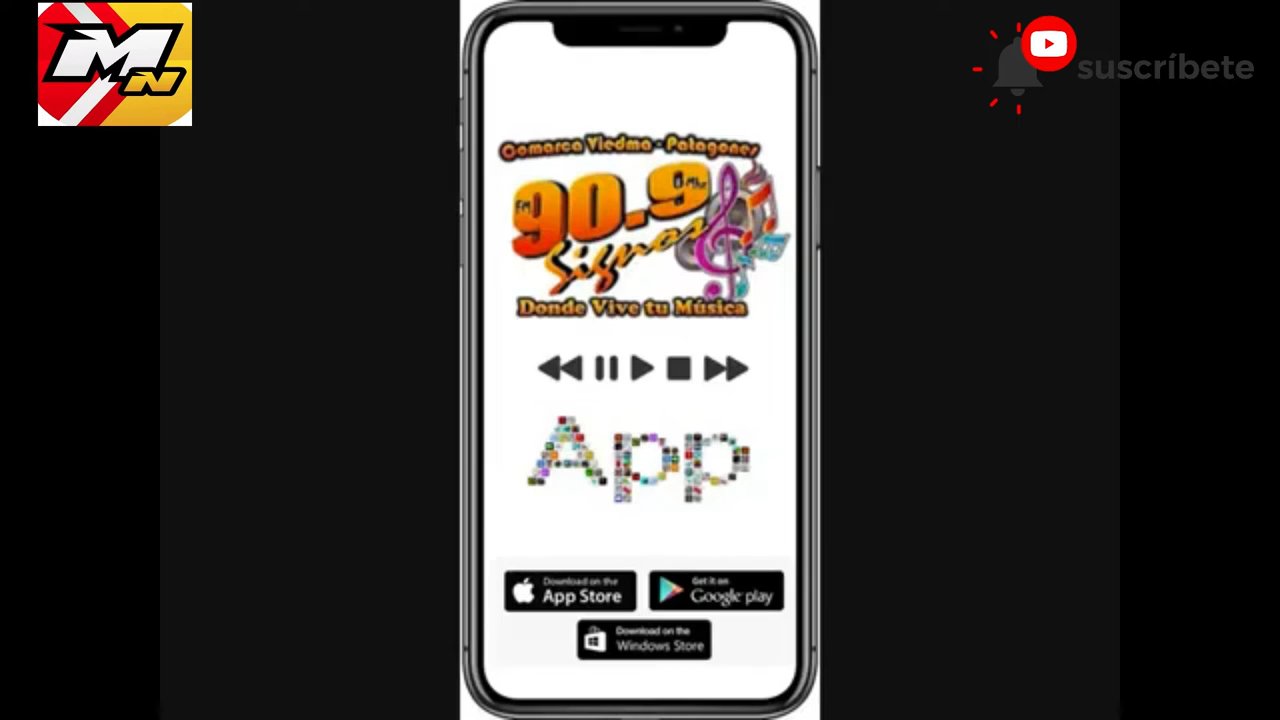 MN
suscríbete
Comarca Viedma - Patagones
FM 90.9 Mhz
Signos
Donde Vive tu Música
App
Download on the
App Store
Get it on
Google play
Download on the
Windows Store